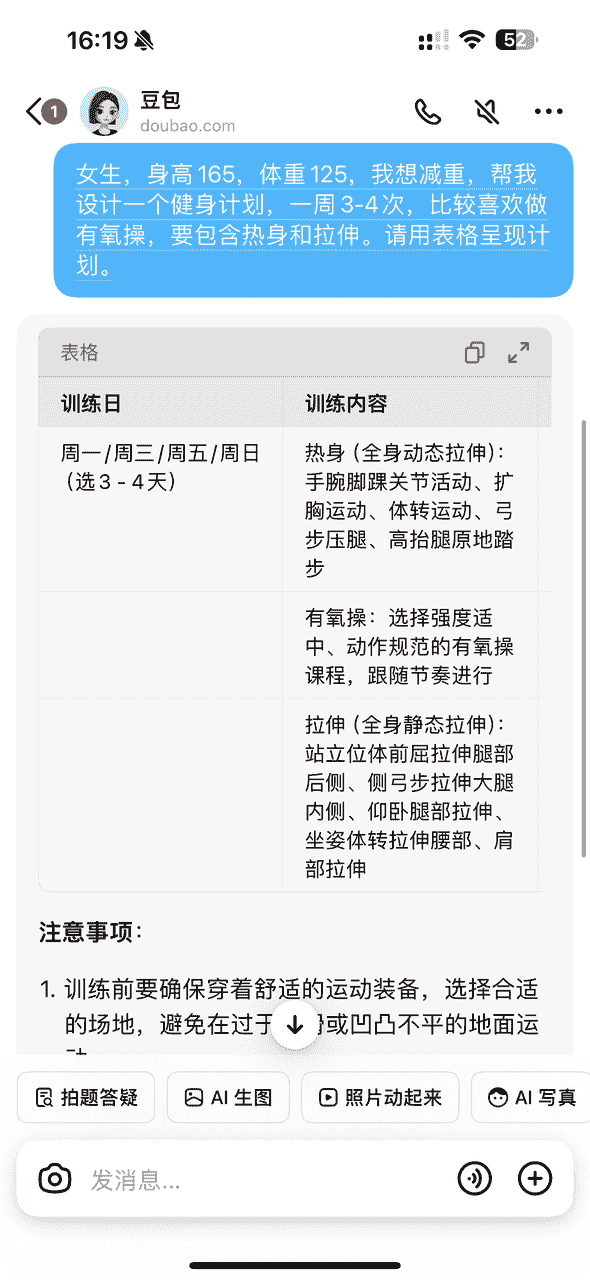 16:19
52
1
豆包
doubao.com
女生，身高165，体重125，我想减重，帮我
设计一个健身计划，一周3-4次，比较喜欢做
有氧操，要包含热身和拉伸。请用表格呈现计
划。
表格
训练日
训练内容
周一/周三/周五/周日
（选3 - 4天）
热身（全身动态拉伸）：
手腕脚踝关节活动、扩
胸运动、体转运动、弓
步压腿、高抬腿原地踏
步
有氧操：选择强度适
中、动作规范的有氧操
课程，跟随节奏进行
拉伸（全身静态拉伸）：
站立位体前屈拉伸腿部
后侧、侧弓步拉伸大腿
内侧、仰卧腿部拉伸、
坐姿体转拉伸腰部、肩
部拉伸
注意事项：
1. 训练前要确保穿着舒适的运动装备，选择合适
的场地，避免在过于 或凹凸不平的地面运
拍题答疑
AI 生图
照片动起来
AI 写真
发消息...